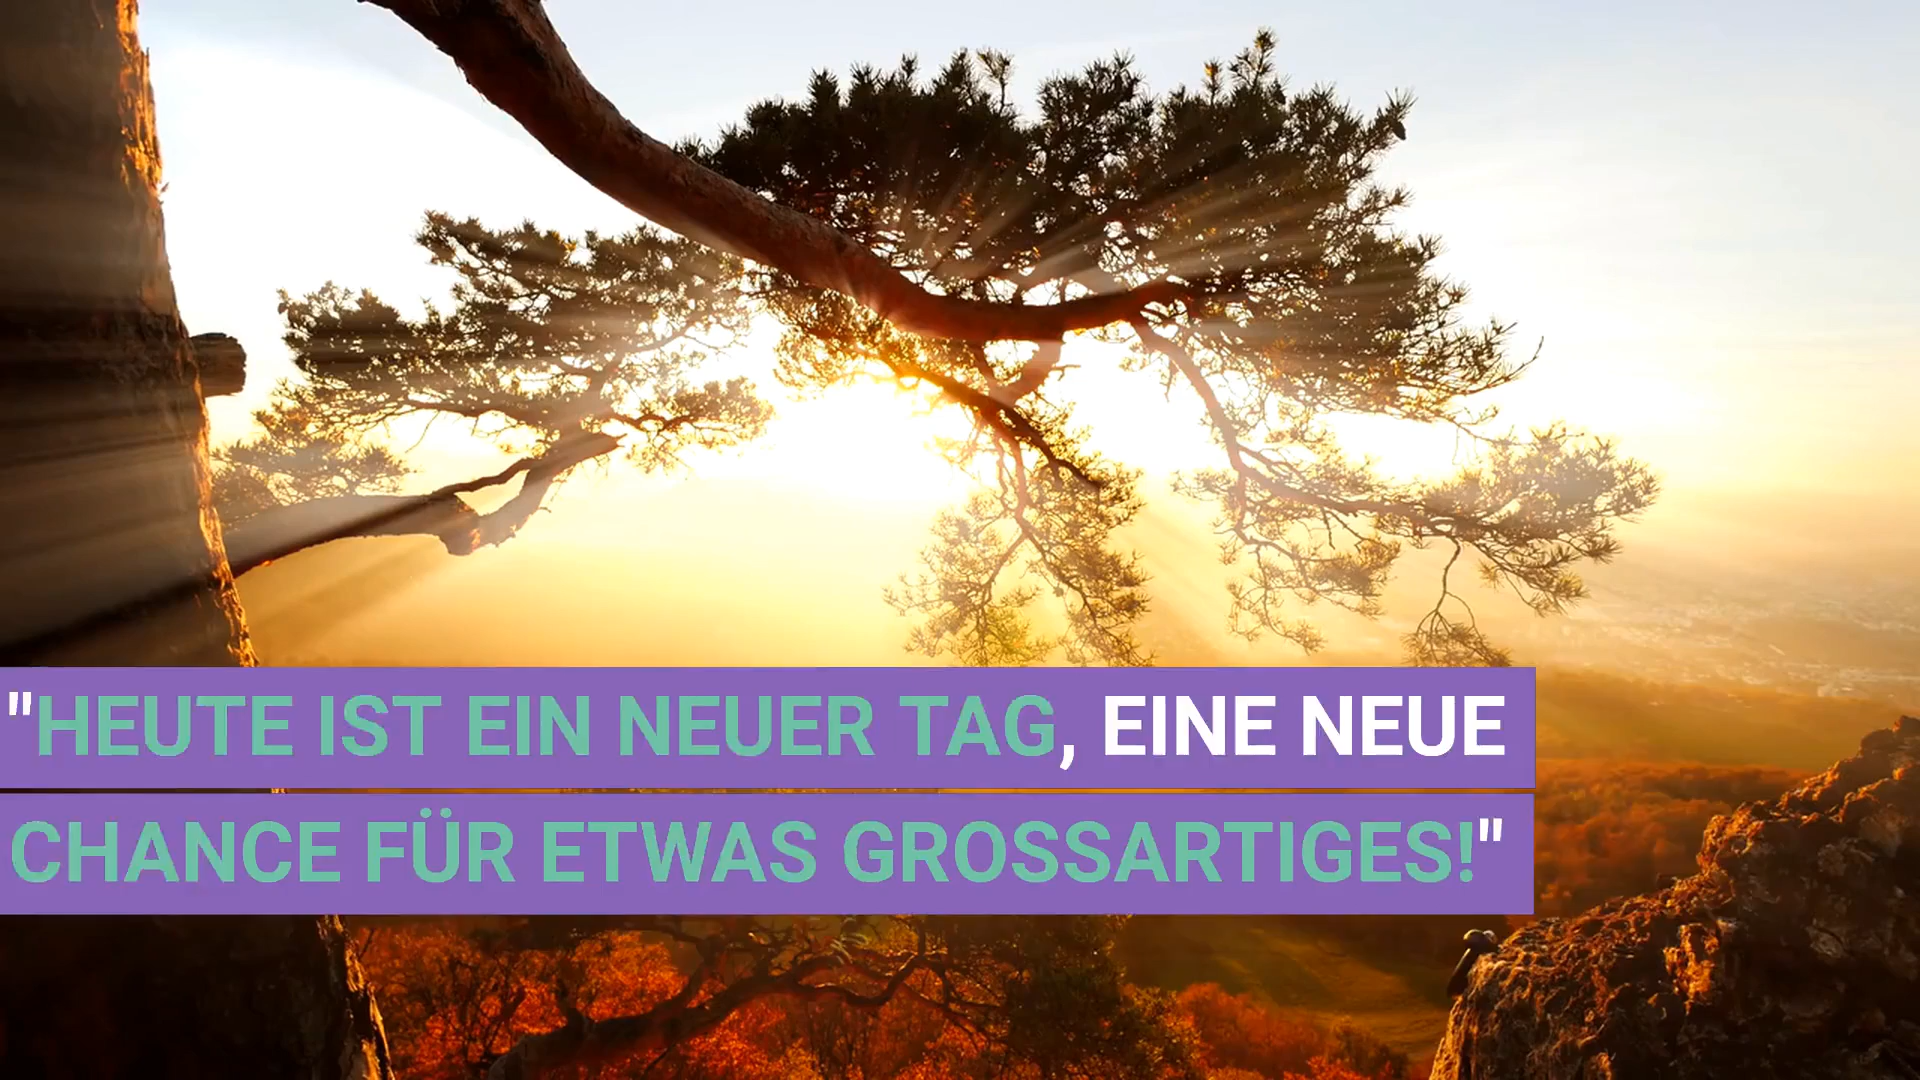 "HEUTE IST EIN NEUER TAG, EINE NEUE
CHANCE FÜR ETWAS GROSSARTIGES!"